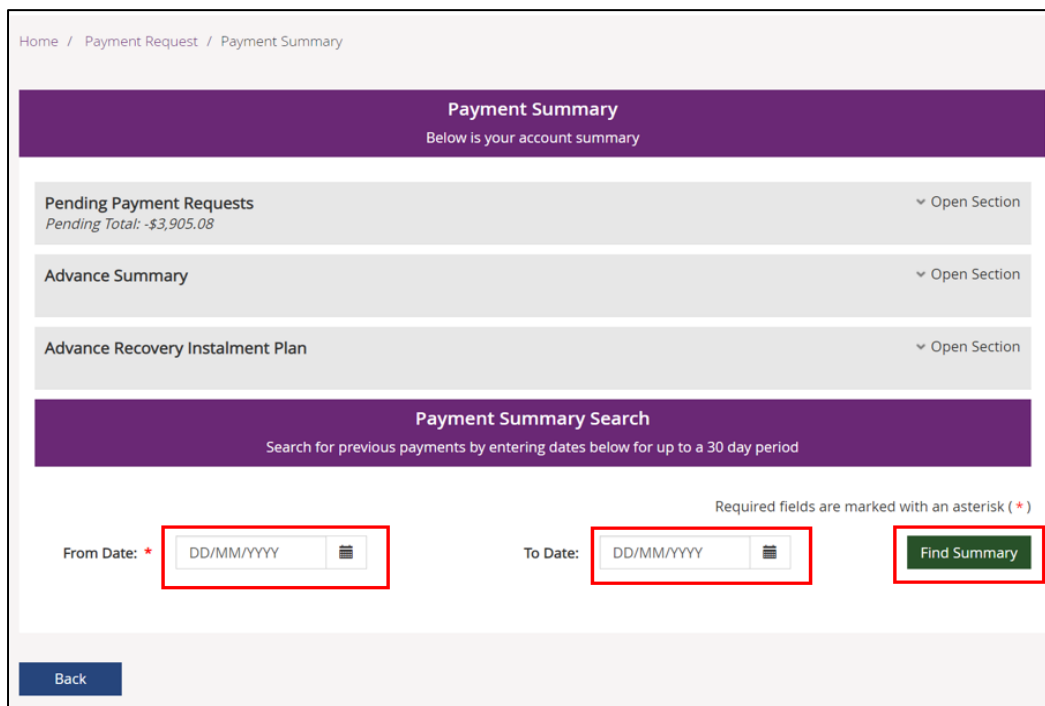 Home / Payment Request / Payment Summary
Payment Summary
Below is your account summary
Pending Payment Requests
Open Section
Pending Total: -$3,905.08
Advance Summary
Open Section
Advance Recovery Instalment Plan
Open Section
Payment Summary Search
Search for previous payments by entering dates below for up to a 30 day period
Required fields are marked with an asterisk ( * )
From Date: * DD/MM/YYYY To Date: DD/MM/YYYY Find Summary
Back